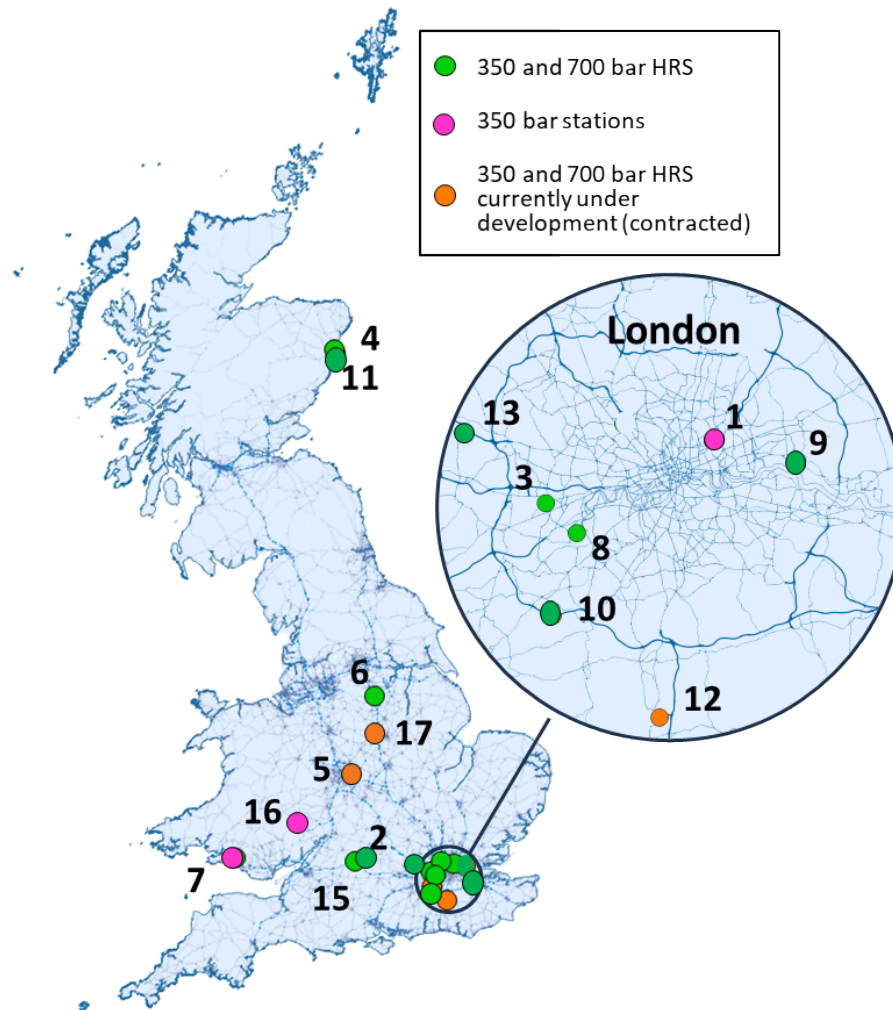 350 and 700 bar HRS
350 bar stations
350 and 700 bar HRS
currently under
development (contracted)
London
4
11
13
1
9
3
8
10
12
6
17
5
16
2
7
15